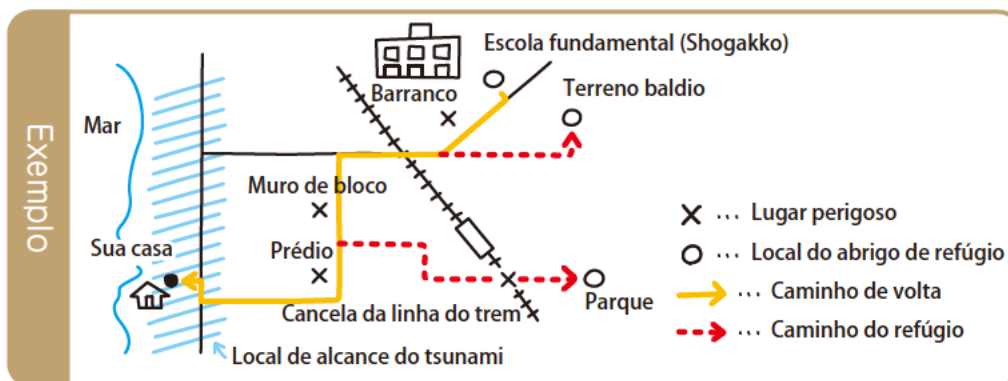 Exemplo
Escola fundamental (Shogakko)
Barranco
Terreno baldio
Mar
Muro de bloco
Lugar perigoso
Prédio
Local do abrigo de refúgio
Sua casa
Parque
Caminho de volta
Cancela da linha do trem
Caminho do refúgio
Local de alcance do tsunami